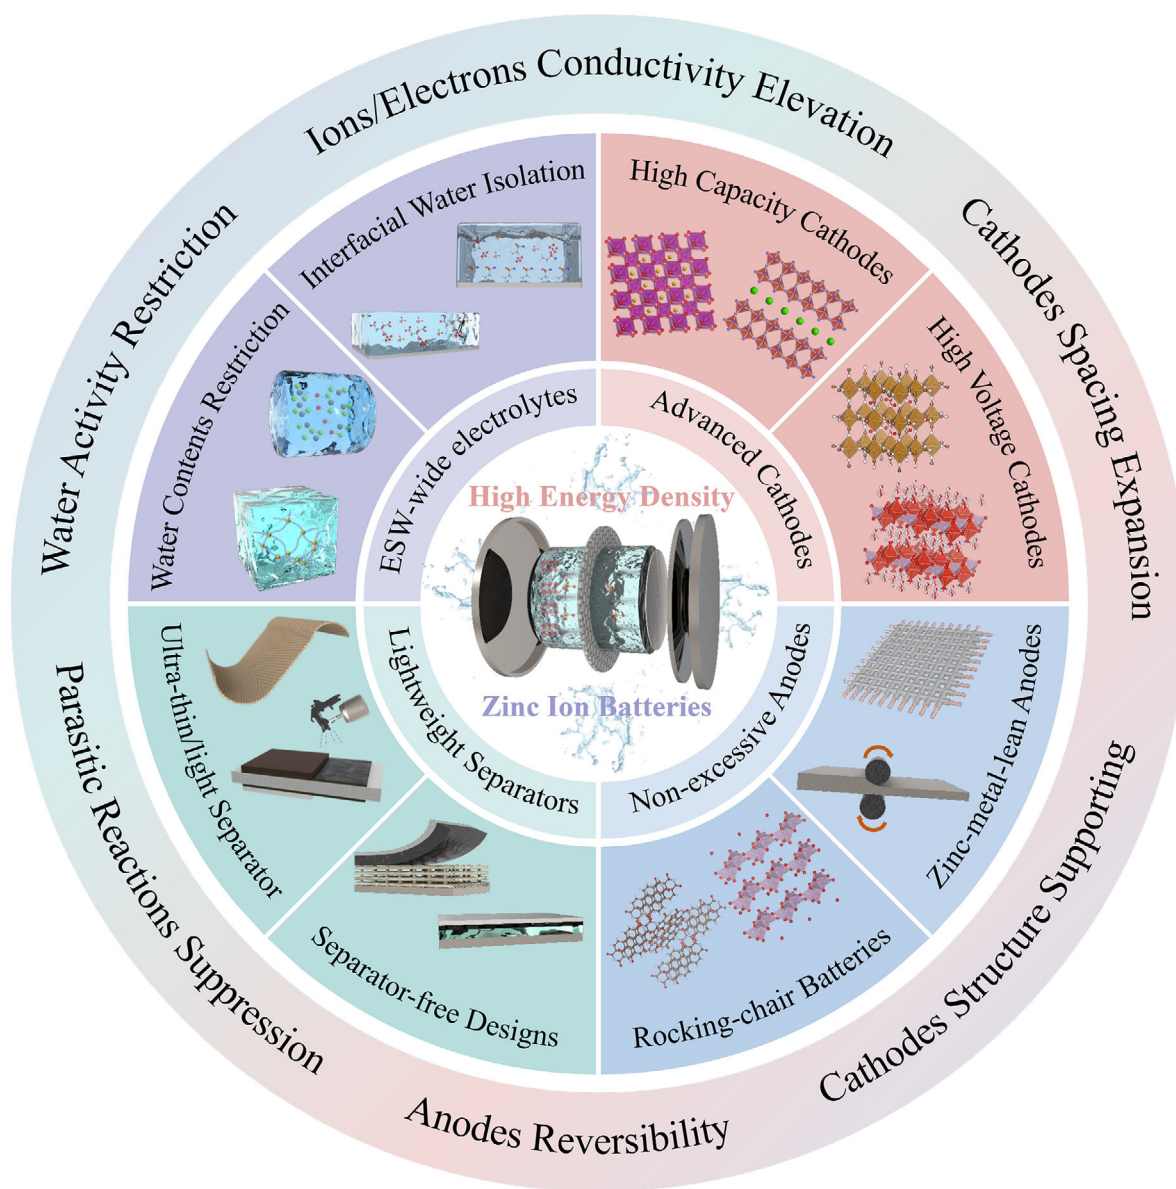 Ions/Electrons Conductivity Elevation
Cathodes Spacing Expansion
Cathodes Structure Supporting
Anodes Reversibility
Parasitic Reactions Suppression
Water Activity Restriction
Interfacial Water Isolation
High Capacity Cathodes
High Voltage Cathodes
Zinc-metal-lean Anodes
Rocking-chair Batteries
Separator-free Designs
Ultra-thin/light Separator
Water Contents Restriction
ESW-wide electrolytes
Advanced Cathodes
Non-excessive Anodes
Lightweight Separators
High Energy Density
Zinc Ion Batteries